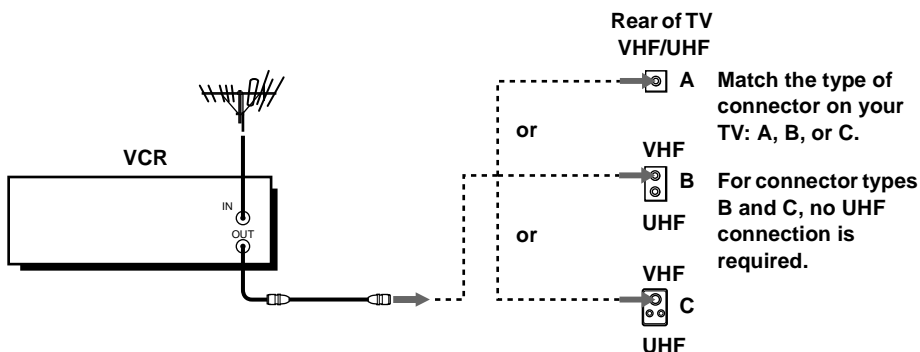 Rear of TV
VHF/UHF
A
Match the type of
connector on your
TV: A, B, or C.
or
VCR
VHF
B
For connector types
B and C, no UHF
connection is
required.
IN
UHF
OUT
or
VHF
C
UHF